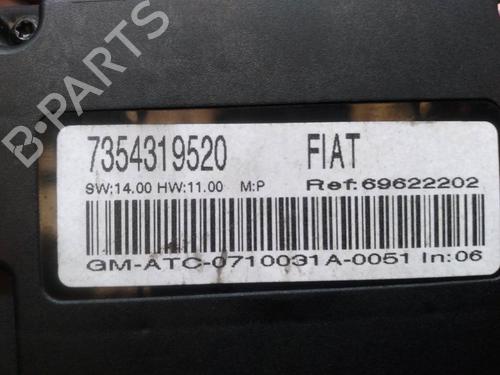 B-PARTS
7354319520 FIAT
SW:14.00 HW:11.00 M:P Ref:69622202
GM-ATC-0710031A-0051 In:06